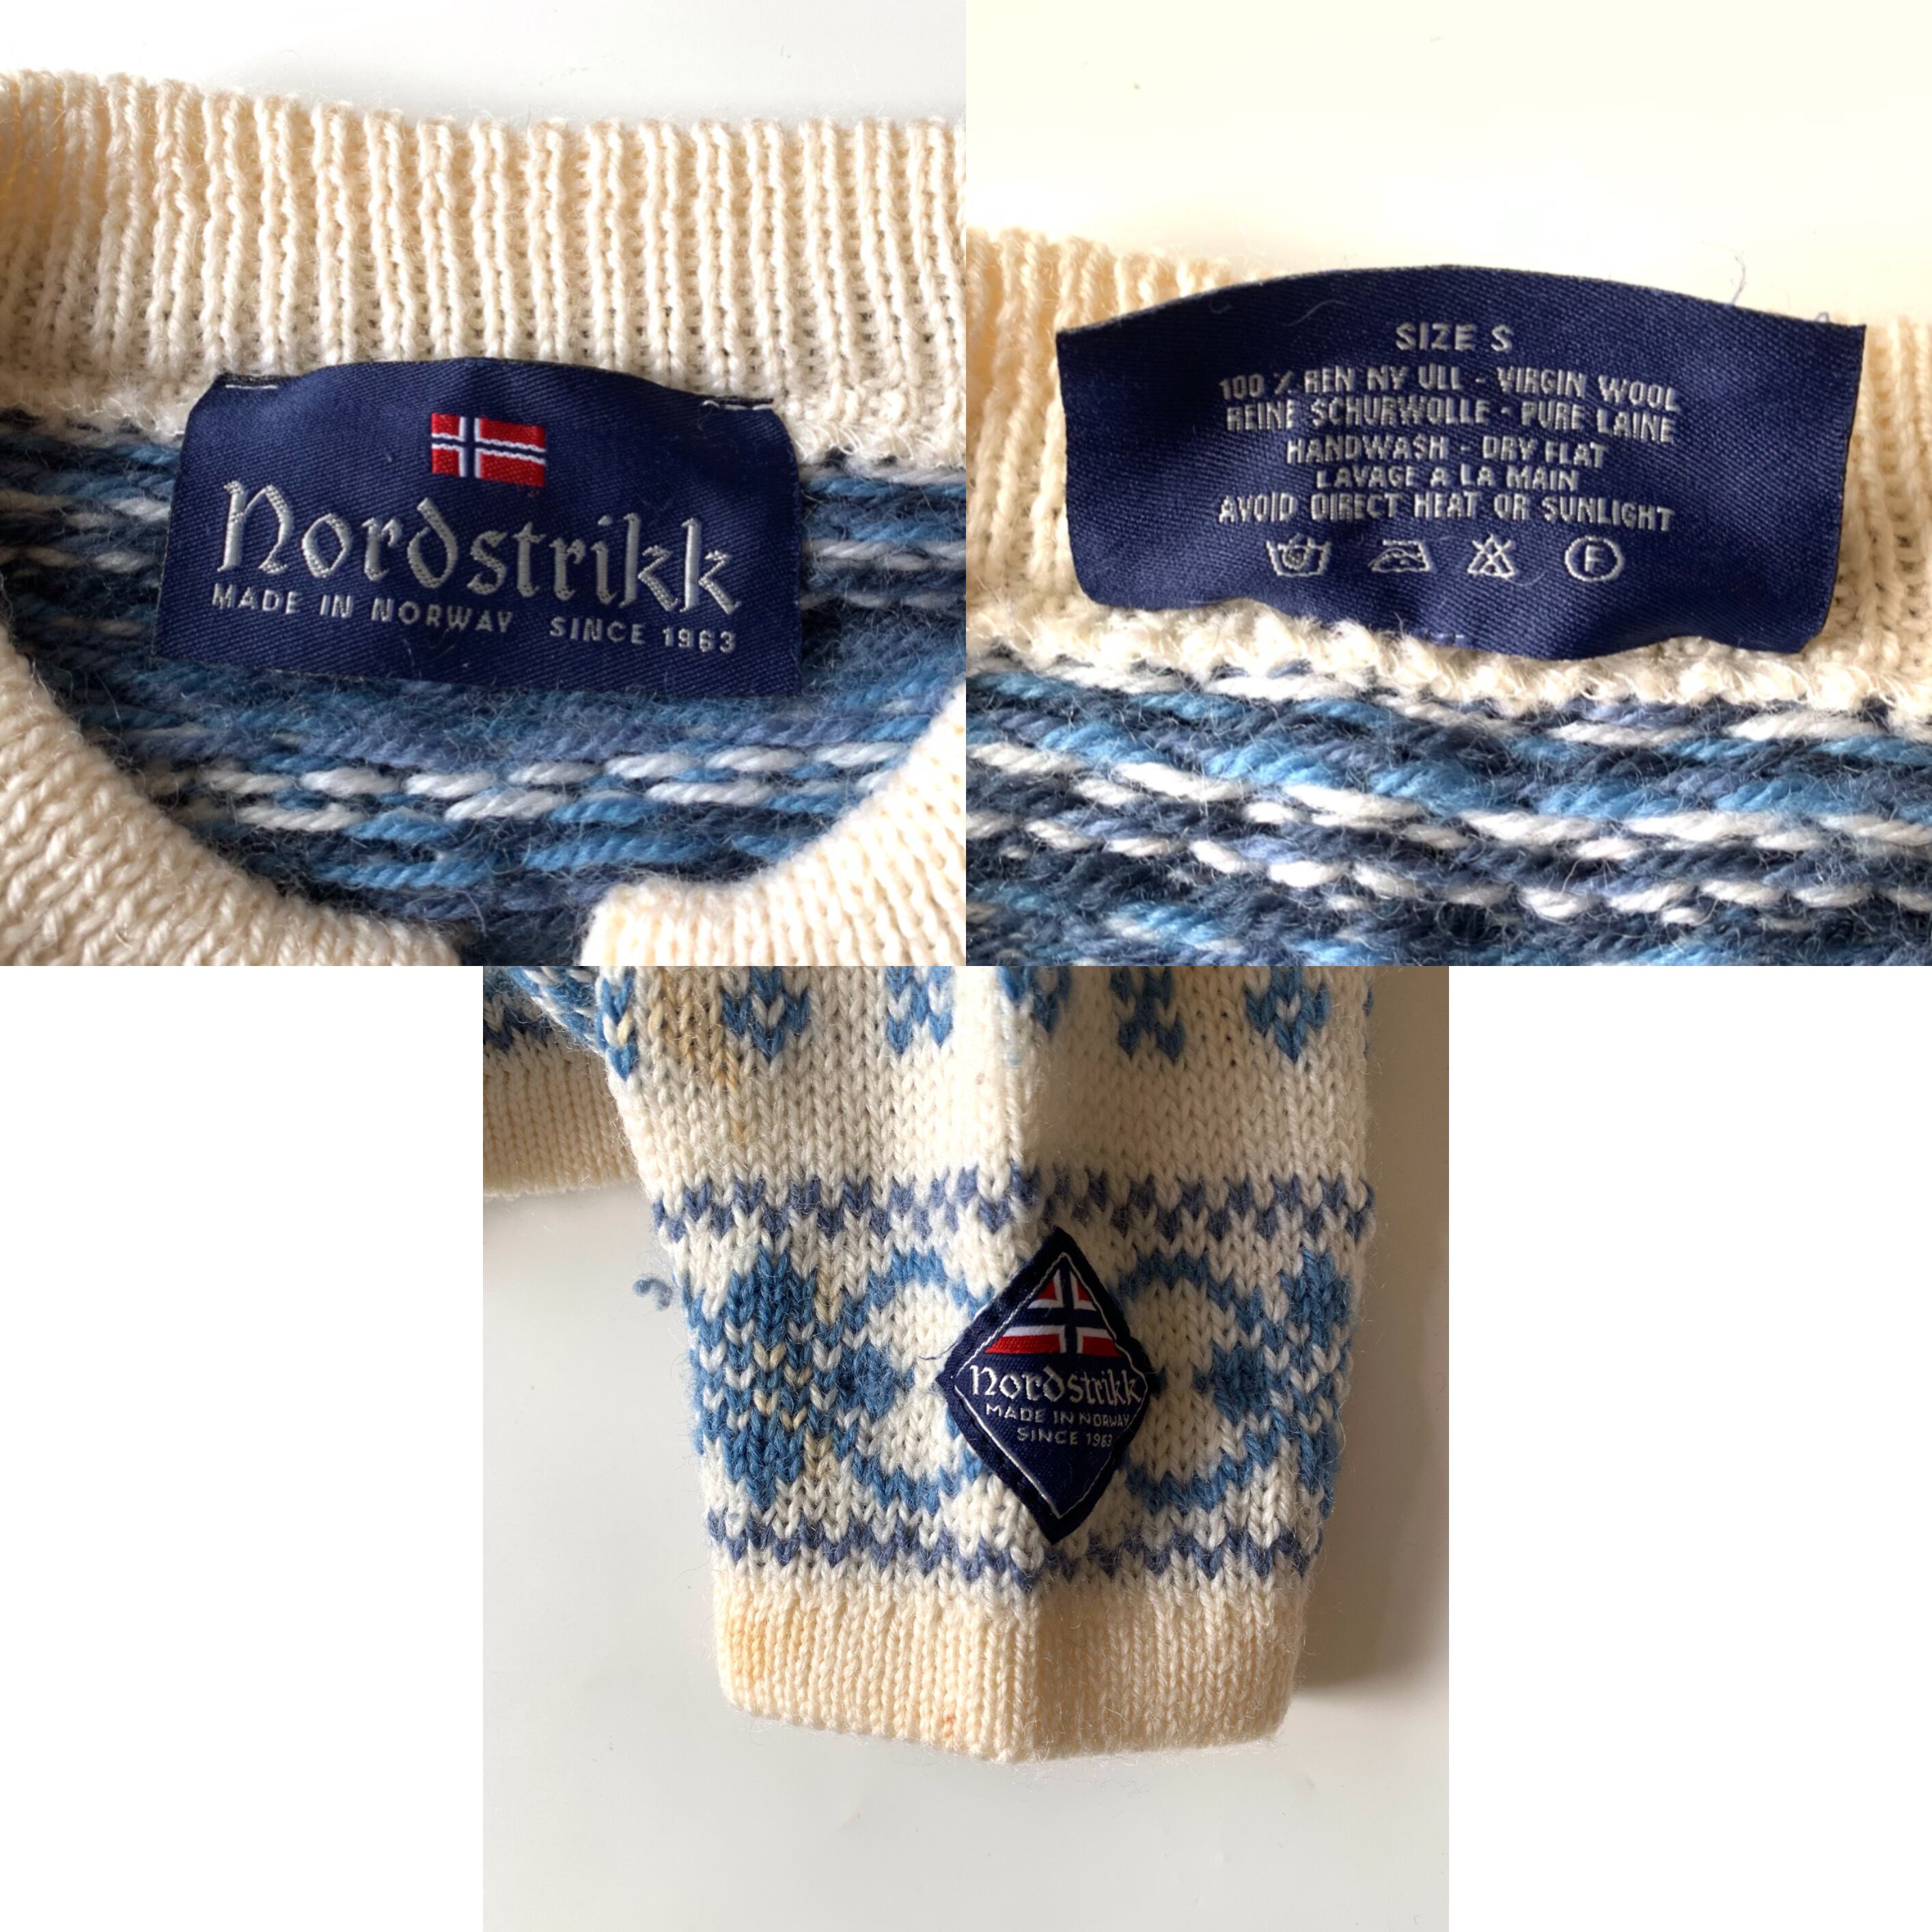 Nordstrikk
MADE IN NORWAY SINCE 1963
SIZE S
100 % REN NY ULL - VIRGIN WOOL
REINE SCHURWOLLE - PURE LAINE
HANDWASH - DRY FLAT
LAVAGE A LA MAIN
AVOID DIRECT HEAT OR SUNLIGHT
F
Nordstrikk
MADE IN NORWAY
SINCE 1963